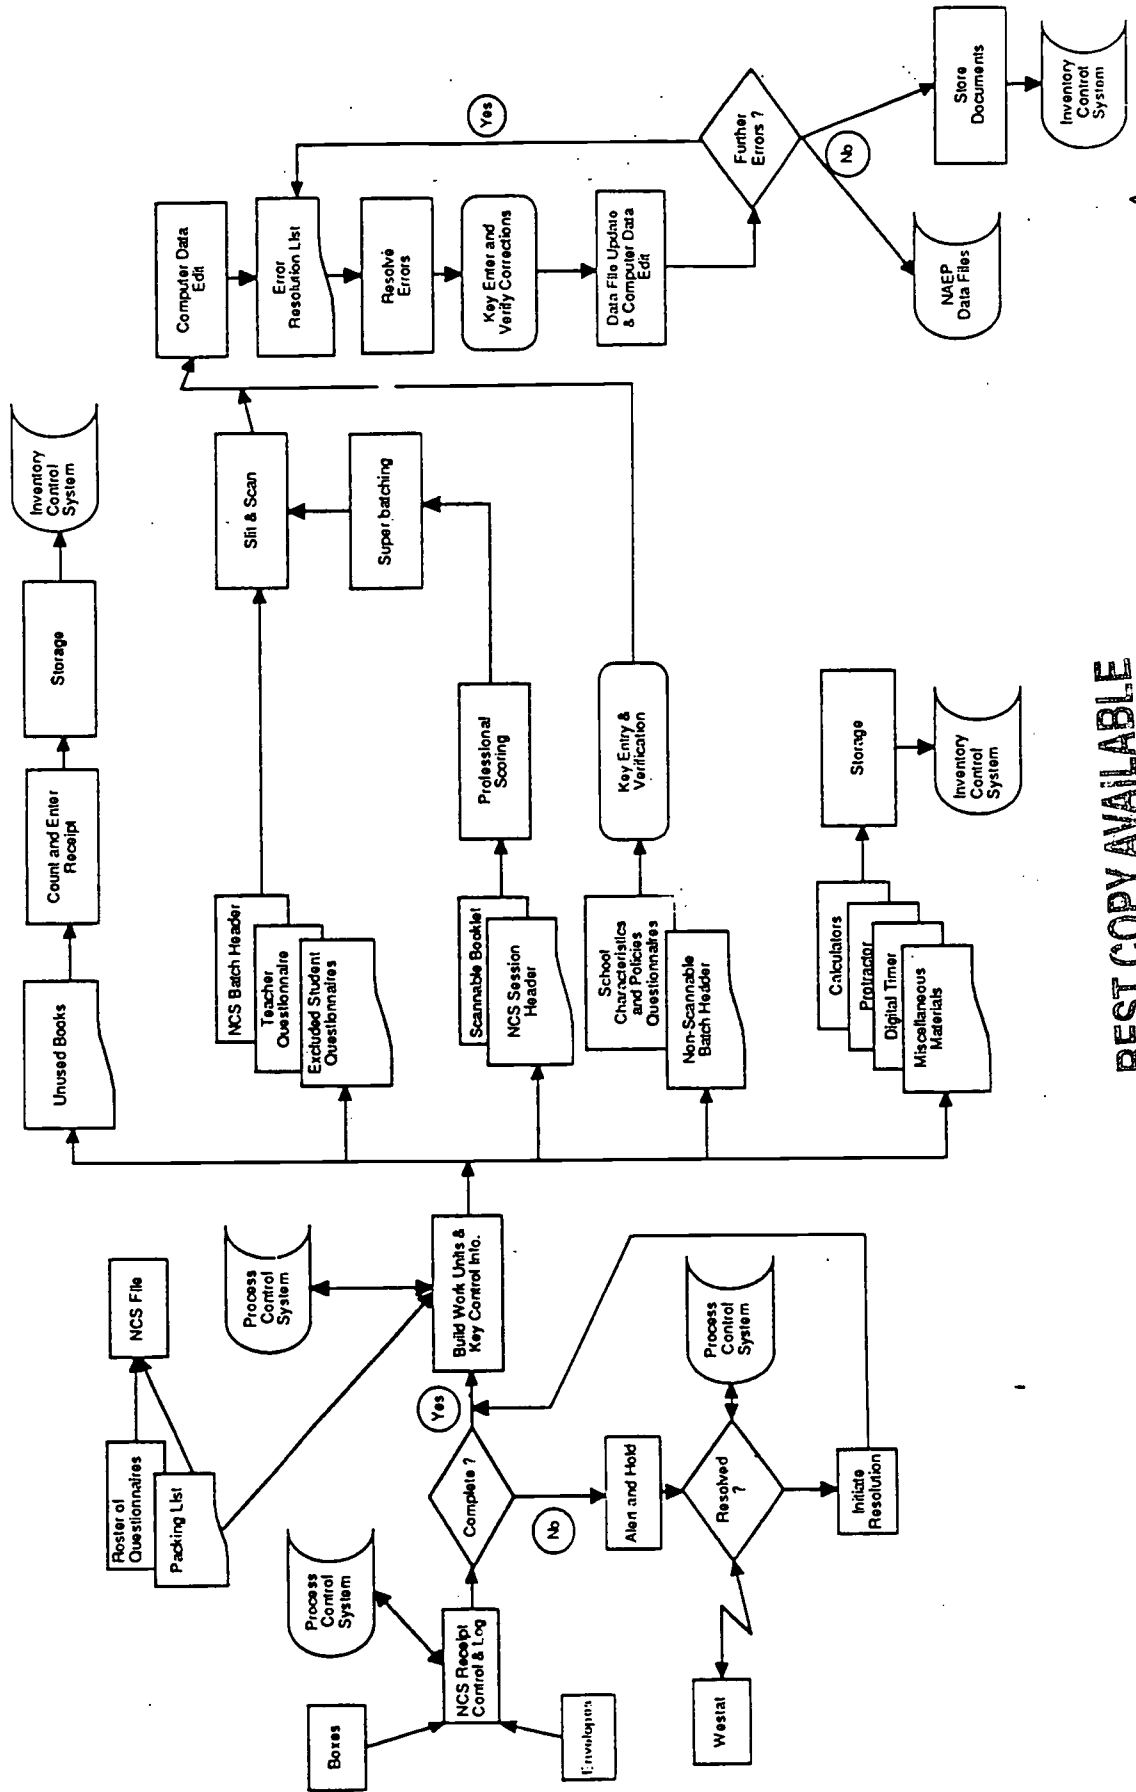 Boxes
Envelopes
NCS Receipt
Control & Log
Process
Control
System
Roster of
Questionnaires
Packing List
NCS File
Complete ?
Yes
No
Alert and Hold
Westat
Resolved
?
Process
Control
System
Initiate
Resolution
Process
Control
System
Build Work Units &
Key Control Info.
Unused Books
Count and Enter
Receipt
Storage
Inventory
Control
System
NCS Batch Header
Teacher
Questionnaire
Excluded Student
Questionnaires
Slit & Scan
Scannable Booklet
NCS Session
Header
Professional
Scoring
Super batching
School
Characteristics
and Policies
Questionnaires
Non-Scannable
Batch Header
Key Entry &
Verification
Calculators
Protractor
Digital Timer
Miscellaneous
Materials
Storage
Inventory
Control
System
Computer Data
Edit
Error
Resolution List
Resolve
Errors
Key Enter and
Verify Corrections
Data File Update
& Computer Data
Edit
Further
Errors ?
Yes
No
NAEP
Data Files
Store
Documents
Inventory
Control
System
BEST COPY AVAILABLE